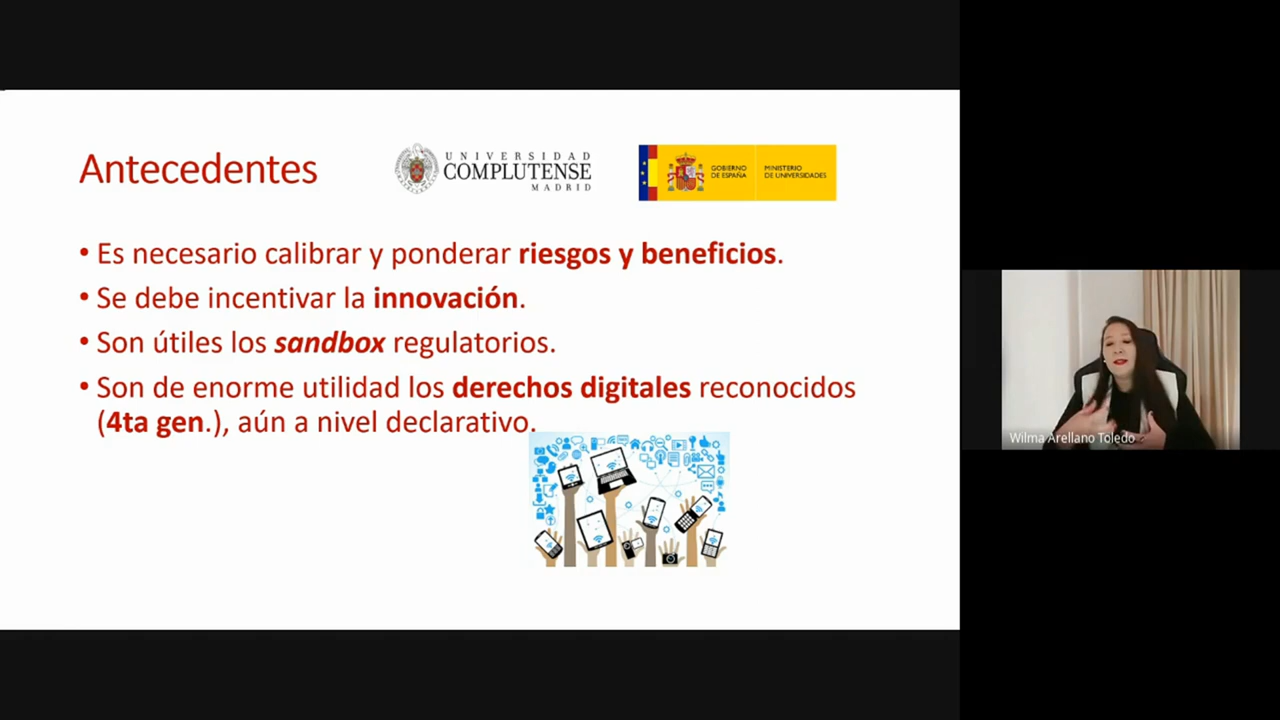 Antecedentes
UNIVERSIDAD
COMPLUTENSE
MADRID
GOBIERNO
DE ESPAÑA
MINISTERIO
DE UNIVERSIDADES
• Es necesario calibrar y ponderar riesgos y beneficios.
• Se debe incentivar la innovación.
• Son útiles los sandbox regulatorios.
• Son de enorme utilidad los derechos digitales reconocidos
(4ta gen.), aún a nivel declarativo.
Wilma Arellano Toledo